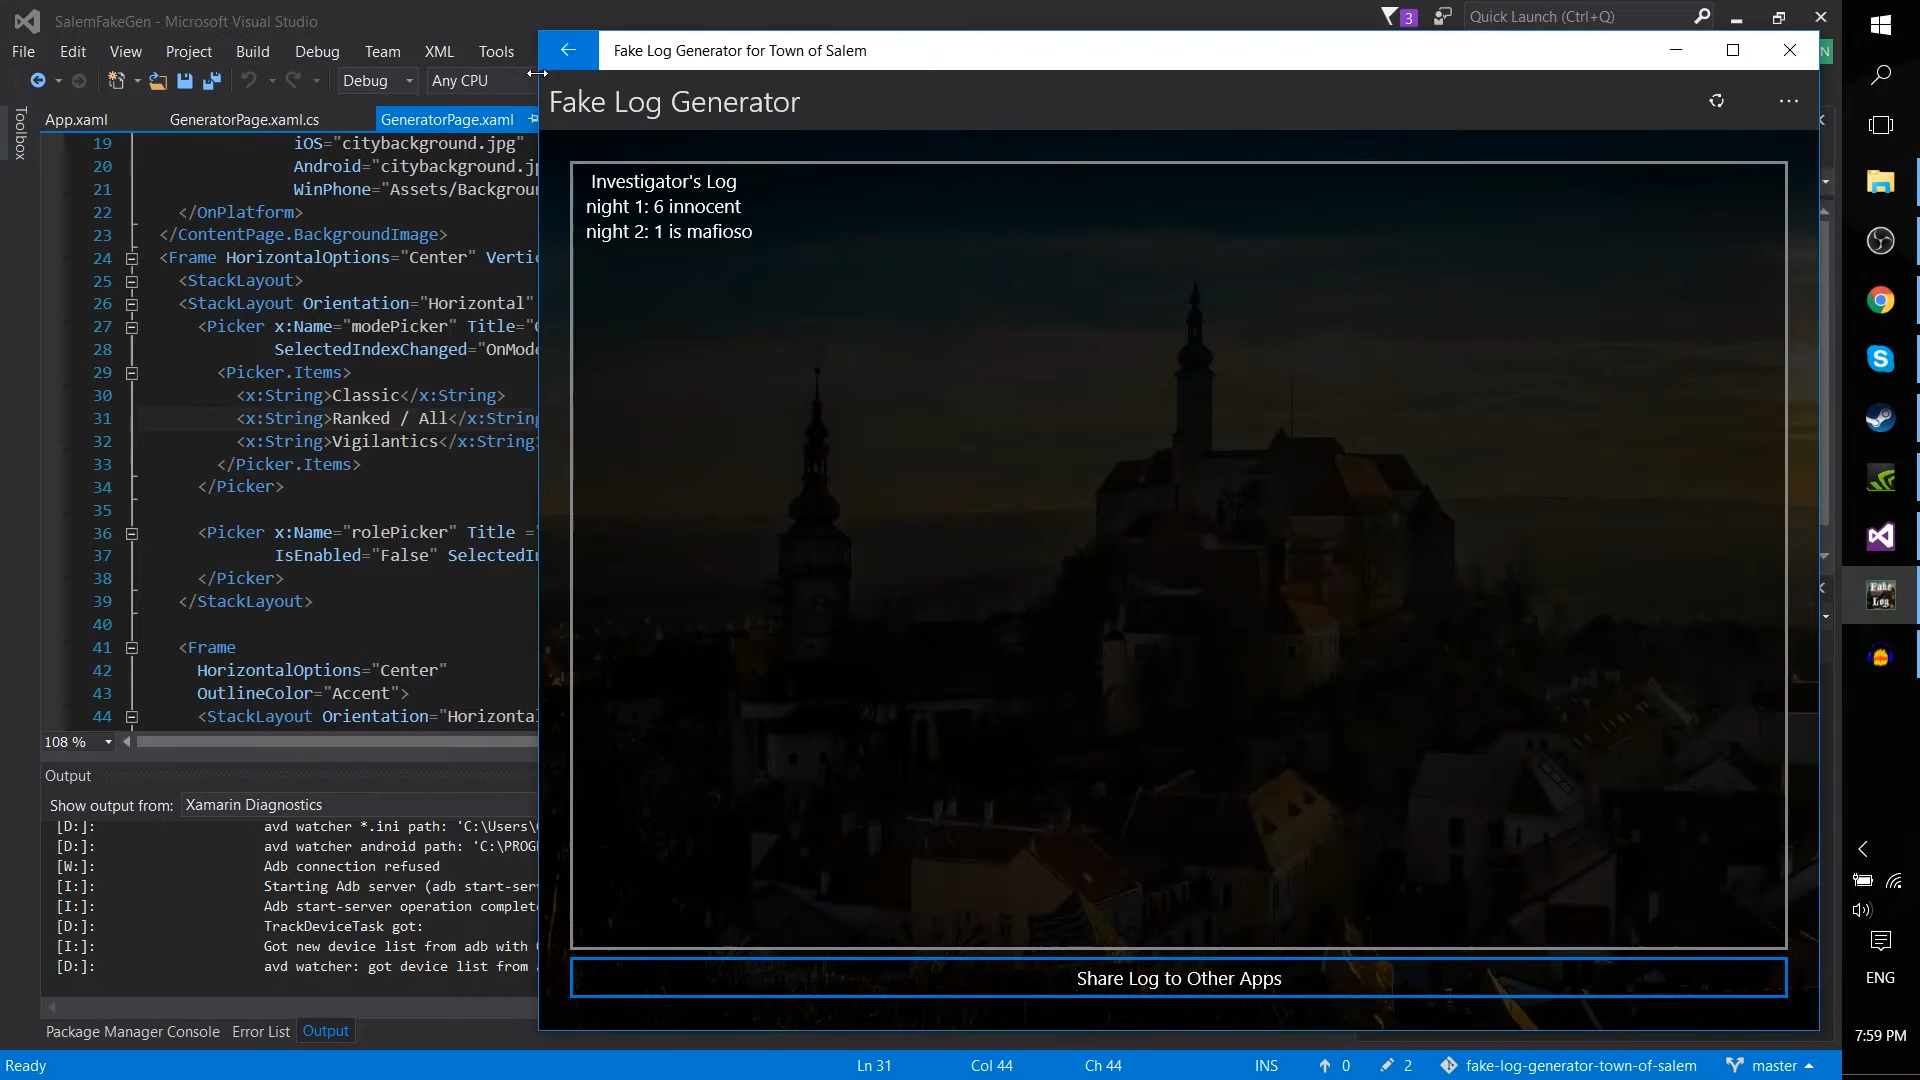 SalemFakeGen - Microsoft Visual Studio
3
Quick Launch (Ctrl+Q)
File Edit View Project Build Debug Team XML Tools
Fake Log Generator for Town of Salem
N
Debug
Any CPU
Fake Log Generator
...
Toolbox
App.xaml
GeneratorPage.xaml.cs
GeneratorPage.xaml
19 iOS="citybackground.jpg"
20 Android="citybackground.jp
21 WinPhone="Assets/Backgroun
22 </OnPlatform>
23 </ContentPage.BackgroundImage>
24 <Frame HorizontalOptions="Center" Vertic
25 <StackLayout>
26 <StackLayout Orientation="Horizontal"
27 <Picker x:Name="modePicker" Title="
28 SelectedIndexChanged="OnMode
29 <Picker.Items>
30 <x:String>Classic</x:String>
31 <x:String>Ranked / All</x:String
32 <x:String>Vigilantics</x:String
33 </Picker.Items>
34 </Picker>
35
36 <Picker x:Name="rolePicker" Title =
37 IsEnabled="False" SelectedIn
38 </Picker>
39 </StackLayout>
40
41 <Frame
42 HorizontalOptions="Center"
43 OutlineColor="Accent">
44 <StackLayout Orientation="Horizonta
Investigator's Log
night 1: 6 innocent
night 2: 1 is mafioso
Fake
Log
108 %
Output
Show output from: Xamarin Diagnostics
[D:]: avd watcher *.ini path: 'C:\Users\
[D:]: avd watcher android path: 'C:\PROG
[W:]: Adb connection refused
[I:]: Starting Adb server (adb start-ser
[I:]: Adb start-server operation complete
[D:]: TrackDeviceTask got:
[I:]: Got new device list from adb with
[D:]: avd watcher: got device list from
Share Log to Other Apps
Package Manager Console Error List Output
ENG
7:59 PM
Ready
Ln 31
Col 44
Ch 44
INS
0
2
fake-log-generator-town-of-salem
master